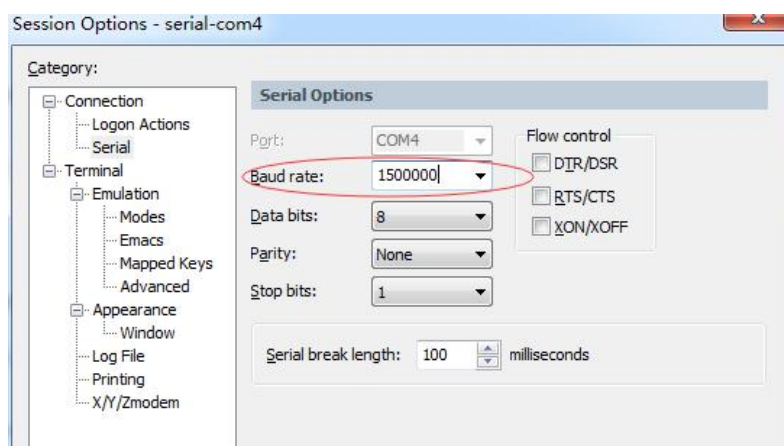 Session Options - serial-com4
x
Category:
Connection
Logon Actions
Serial
Terminal
Emulation
Modes
Emacs
Mapped Keys
Advanced
Appearance
Window
Log File
Printing
X/Y/Zmodem
Serial Options
Port: COM4
Baud rate: 1500000
Data bits: 8
Parity: None
Stop bits: 1
Flow control
DTR/DSR
RTS/CTS
XON/XOFF
Serial break length: 100 milliseconds